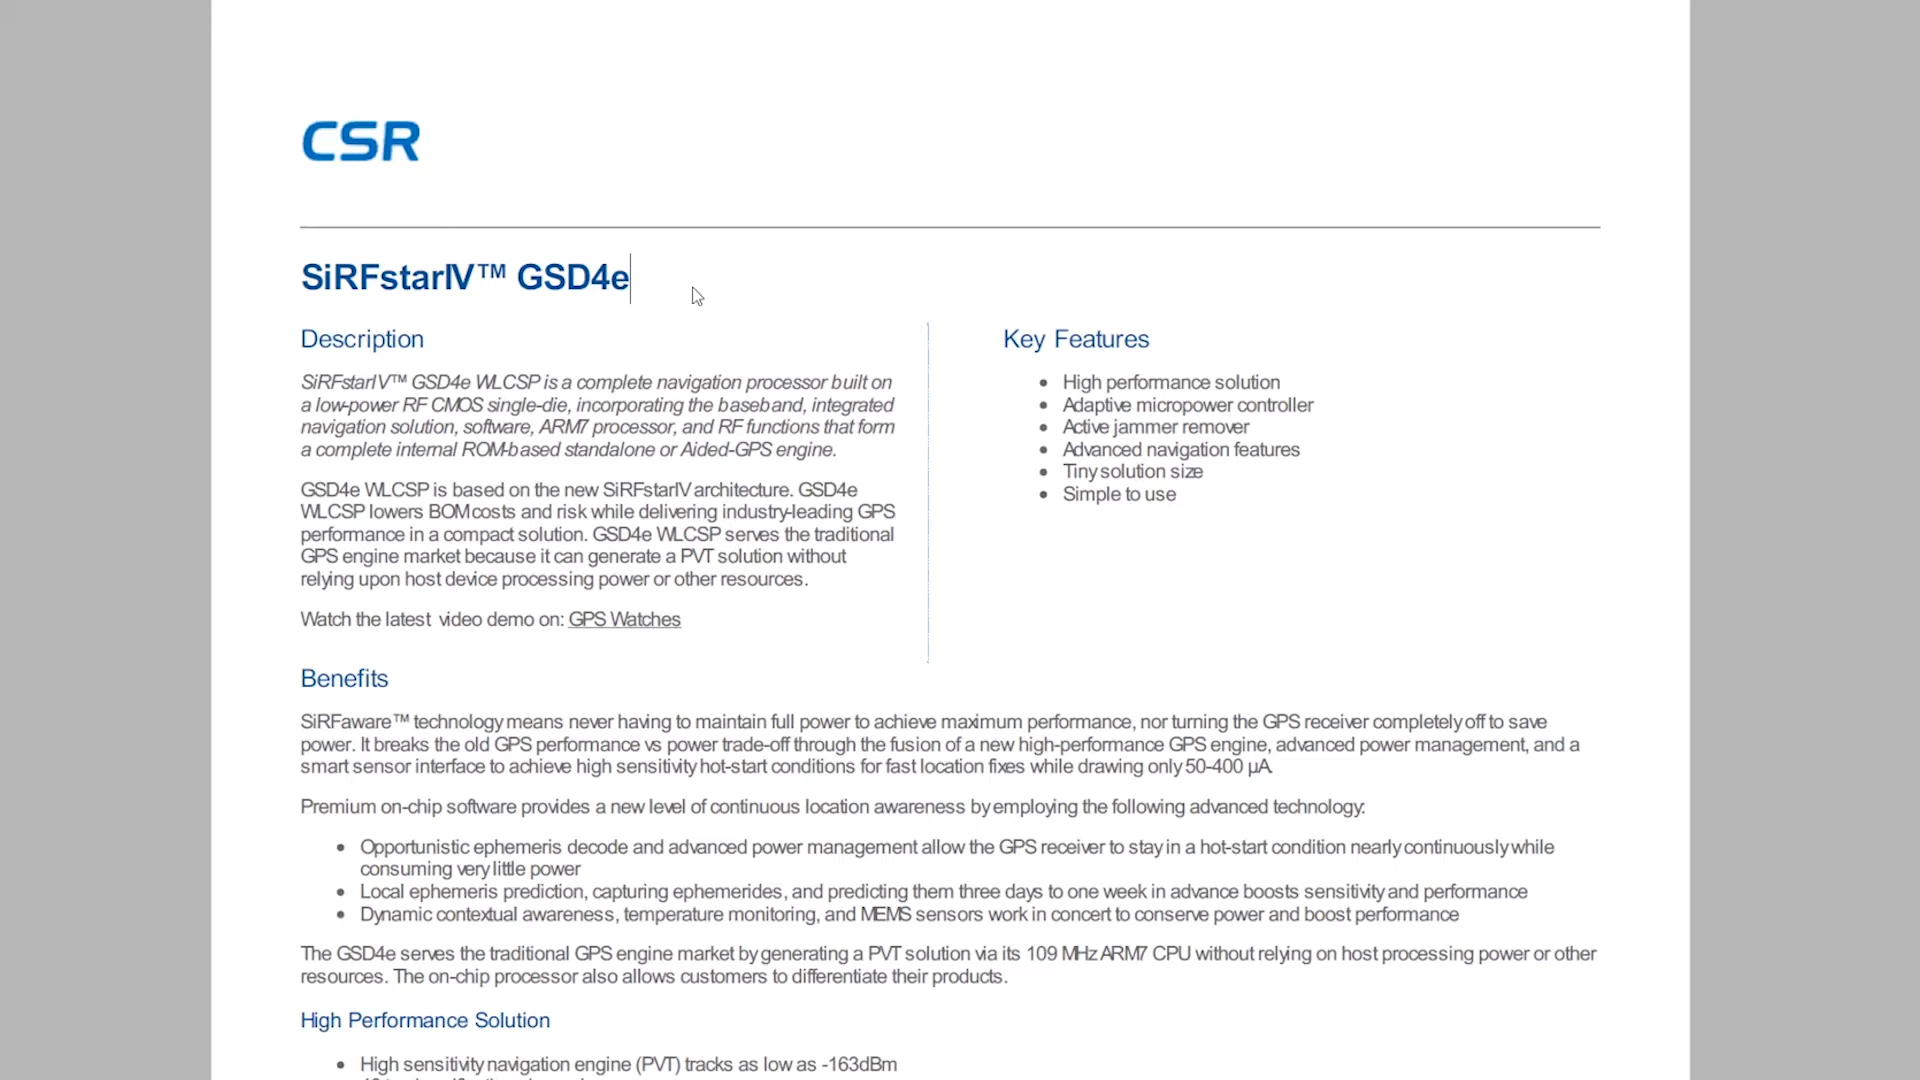 CSR
SiRFstarIV™ GSD4e
Description
SiRFstarIV™ GSD4e WLCSP is a complete navigation processor built on
a low-power RF CMOS single-die, incorporating the baseband, integrated
navigation solution, software, ARM7 processor, and RF functions that form
a complete internal ROM-based standalone or Aided-GPS engine.
GSD4e WLCSP is based on the new SiRFstarIV architecture. GSD4e
WLCSP lowers BOM costs and risk while delivering industry-leading GPS
performance in a compact solution. GSD4e WLCSP serves the traditional
GPS engine market because it can generate a PVT solution without
relying upon host device processing power or other resources.
Watch the latest video demo on: GPS Watches
Key Features
• High performance solution
• Adaptive micropower controller
• Active jammer remover
• Advanced navigation features
• Tiny solution size
• Simple to use
Benefits
SiRFaware™ technology means never having to maintain full power to achieve maximum performance, nor turning the GPS receiver completely off to save
power. It breaks the old GPS performance vs power trade-off through the fusion of a new high-performance GPS engine, advanced power management, and a
smart sensor interface to achieve high sensitivity hot-start conditions for fast location fixes while drawing only 50-400 µA.
Premium on-chip software provides a new level of continuous location awareness by employing the following advanced technology:
• Opportunistic ephemeris decode and advanced power management allow the GPS receiver to stay in a hot-start condition nearly continuously while
consuming very little power
• Local ephemeris prediction, capturing ephemerides, and predicting them three days to one week in advance boosts sensitivity and performance
• Dynamic contextual awareness, temperature monitoring, and MEMS sensors work in concert to conserve power and boost performance
The GSD4e serves the traditional GPS engine market by generating a PVT solution via its 109 MHz ARM7 CPU without relying on host processing power or other
resources. The on-chip processor also allows customers to differentiate their products.
High Performance Solution
• High sensitivity navigation engine (PVT) tracks as low as -163dBm